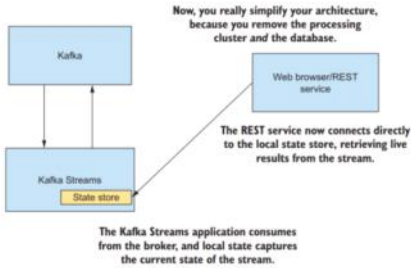 Now, you really simplify your architecture,
because you remove the processing
cluster and the database.
Kafka
Web browser/REST
service
The REST service now connects directly
to the local state store, retrieving live
results from the stream.
Kafka Streams
State store
The Kafka Streams application consumes
from the broker, and local state captures
the current state of the stream.